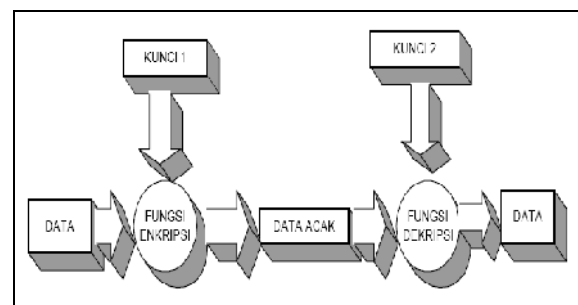 KUNCI 1
KUNCI 2
DATA
FUNGSI
ENKRIPSI
DATA ACAK
FUNGSI
DEKRIPSI
DATA